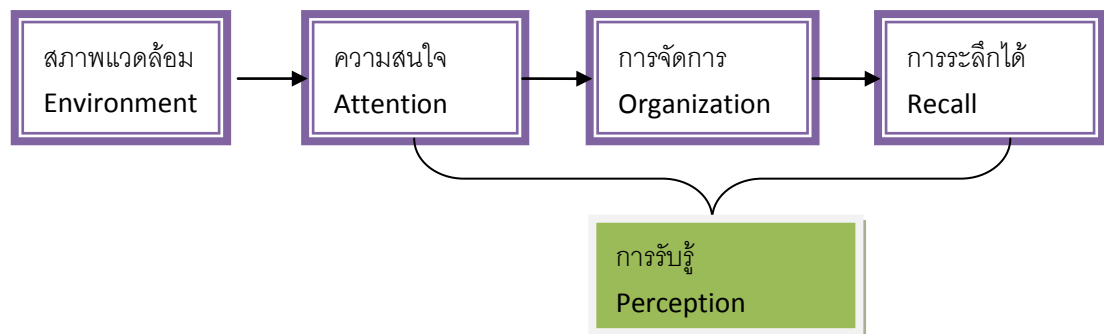 สภาพแวดล้อม
Environment
ความสนใจ
Attention
การจัดการ
Organization
การระลึกได้
Recall
การรับรู้
Perception